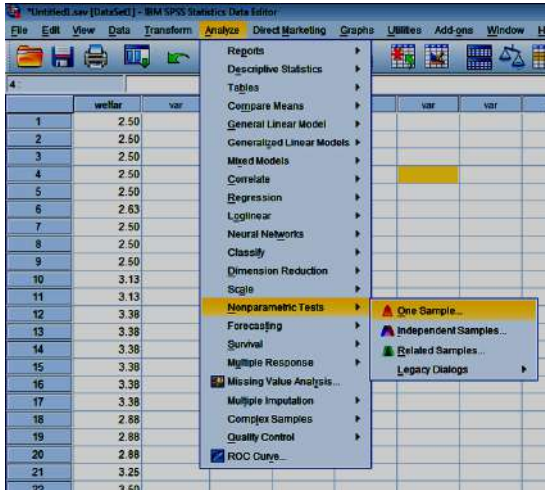 *Untitled1.sav [DataSet1] - IBM SPSS Statistics Data Editor
File Edit View Data Transform Analyze Direct Marketing Graphs Utilities Add-ons Window
4 :
welfar var var var
1 2.50
2 2.50
3 2.50
4 2.50
5 2.50
6 2.63
7 2.50
8 2.50
9 2.50
10 3.13
11 3.13
12 3.38
13 3.38
14 3.38
15 3.38
16 3.38
17 3.38
18 2.88
19 2.88
20 2.88
21 3.25
22 3.50
Reports
Descriptive Statistics
Tables
Compare Means
General Linear Model
Generalized Linear Models
Mixed Models
Correlate
Regression
Loglinear
Neural Networks
Classify
Dimension Reduction
Scale
Nonparametric Tests
Forecasting
Survival
Multiple Response
Missing Value Analysis...
Multiple Imputation
Complex Samples
Quality Control
ROC Curve...
One Sample...
Independent Samples...
Related Samples...
Legacy Dialogs